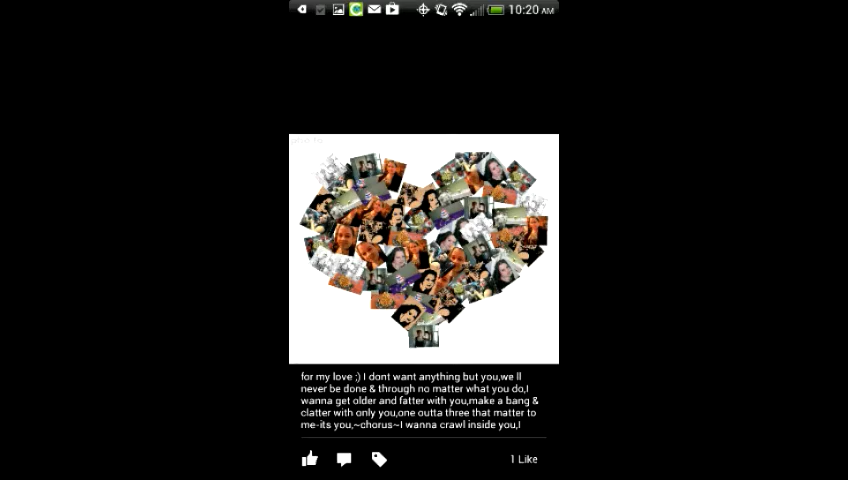 10:20 AM
for my love ;) I dont want anything but you,we ll
never be done & through no matter what you do,I
wanna get older and fatter with you,make a bang &
clatter with only you,one outta three that matter to
me-its you,~chorus~I wanna crawl inside you,I
1 Like